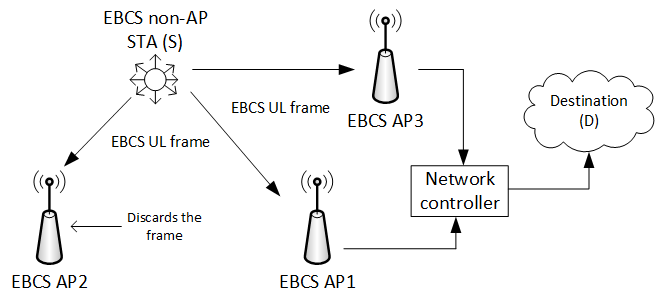 EBCS non-AP
STA (S)
EBCS UL frame
EBCS AP3
Destination
(D)
EBCS UL frame
Network
controller
Discards the
frame
EBCS AP2
EBCS AP1